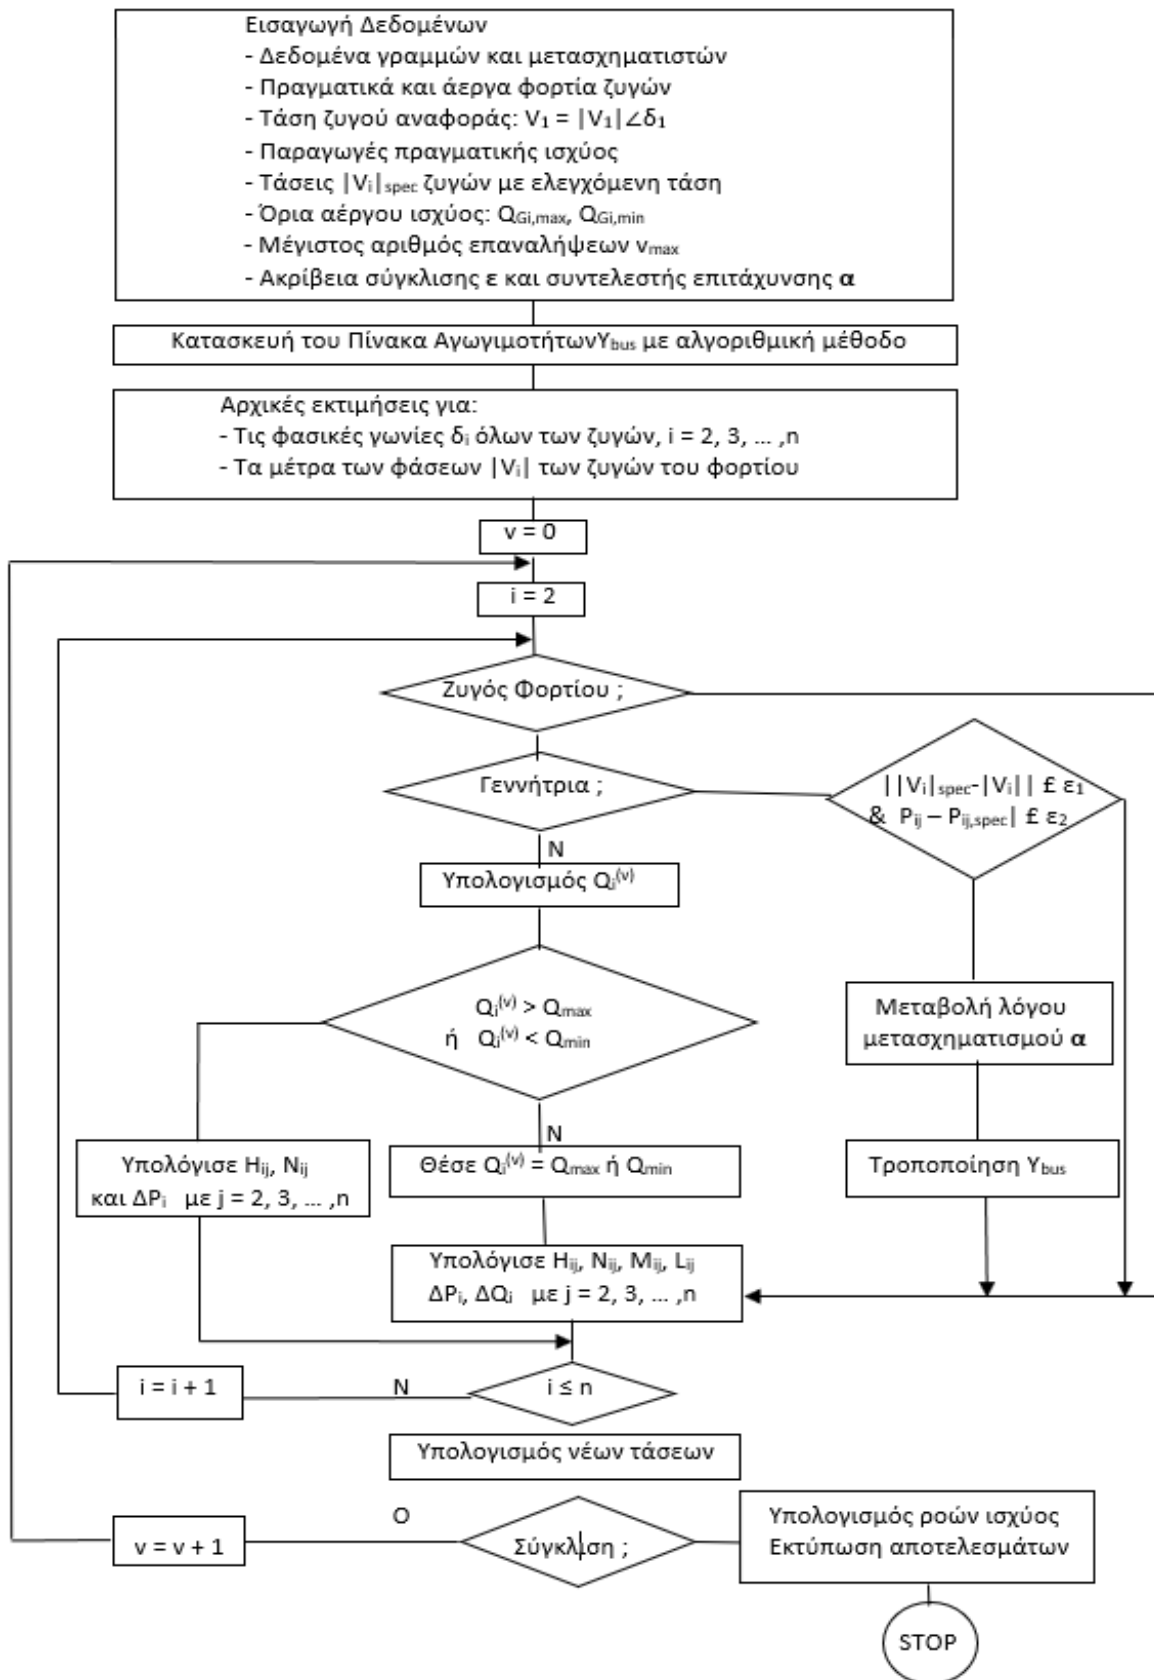 Εισαγωγή Δεδομένων
- Δεδομένα γραμμών και μετασχηματιστών
- Πραγματικά και άεργα φορτία ζυγών
- Τάση ζυγού αναφοράς: V₁ = |V₁|∠δ₁
- Παραγωγές πραγματικής ισχύος
- Τάσεις |Vᵢ|spec ζυγών με ελεγχόμενη τάση
- Όρια αέργου ισχύος: QGi,max, QGi,min
- Μέγιστος αριθμός επαναλήψεων νmax
- Ακρίβεια σύγκλισης ε και συντελεστής επιτάχυνσης α
Κατασκευή του Πίνακα ΑγωγιμοτήτωνYbus με αλγοριθμική μέθοδο
Αρχικές εκτιμήσεις για:
- Τις φασικές γωνίες δᵢ όλων των ζυγών, i = 2, 3, ... ,n
- Τα μέτρα των φάσεων |Vᵢ| των ζυγών του φορτίου
v = 0
i = 2
Ζυγός Φορτίου ;
Γεννήτρια ;
||Vᵢ|spec-|Vᵢ|| £ ε₁
& Pij – Pij,spec| £ ε₂
N
Υπολογισμός Qᵢ⁽ᵛ⁾
Qᵢ⁽ᵛ⁾ > Qmax
ή Qᵢ⁽ᵛ⁾ < Qmin
Μεταβολή λόγου
μετασχηματισμού α
N
Υπολόγισε Hij, Nij
και ΔPᵢ με j = 2, 3, ... ,n
Θέσε Qᵢ⁽ᵛ⁾ = Qmax ή Qmin
Τροποποίηση Ybus
Υπολόγισε Hij, Nij, Mij, Lij
ΔPᵢ, ΔQᵢ με j = 2, 3, ... ,n
i = i + 1
N
i ≤ n
Υπολογισμός νέων τάσεων
O
v = v + 1
Σύγκλιση ;
Υπολογισμός ροών ισχύος
Εκτύπωση αποτελεσμάτων
STOP